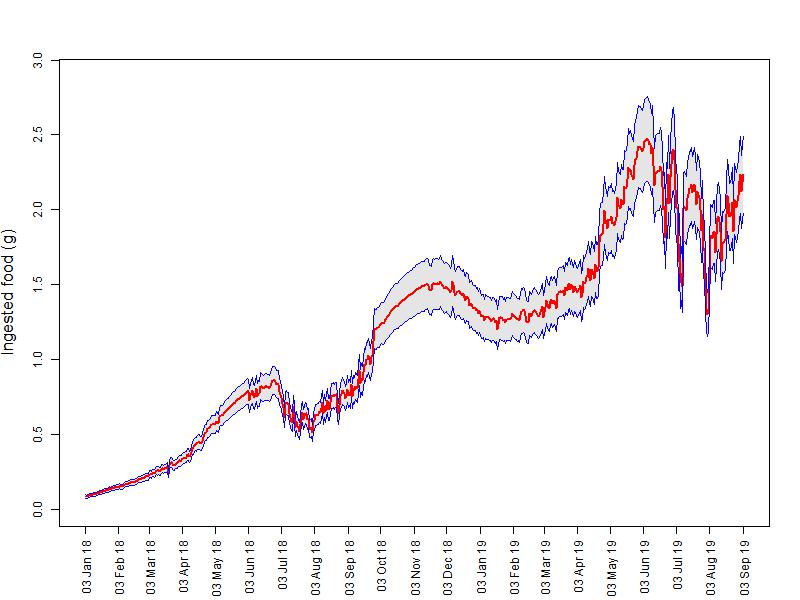 Ingested food (g)
3.0
2.5
2.0
1.5
1.0
0.5
0.0
03 Jan 18
03 Feb 18
03 Mar 18
03 Apr 18
03 May 18
03 Jun 18
03 Jul 18
03 Aug 18
03 Sep 18
03 Oct 18
03 Nov 18
03 Dec 18
03 Jan 19
03 Feb 19
03 Mar 19
03 Apr 19
03 May 19
03 Jun 19
03 Jul 19
03 Aug 19
03 Sep 19